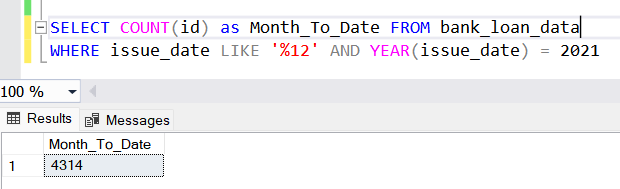 SELECT COUNT(id) as Month_To_Date FROM bank_loan_data
WHERE issue_date LIKE '%12' AND YEAR(issue_date) = 2021
100 %
Results Messages
Month_To_Date
1 4314